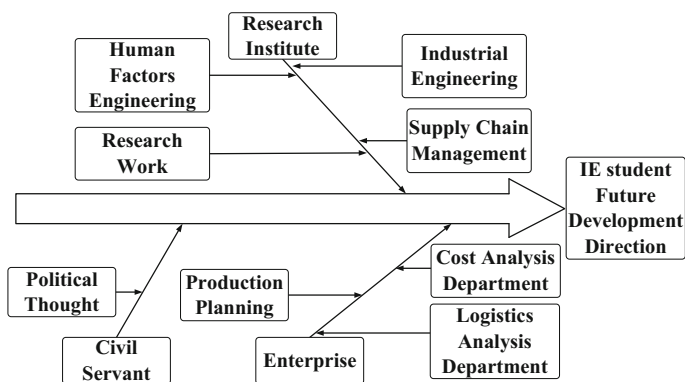 Research
Institute
Human
Factors
Engineering
Industrial
Engineering
Research
Work
Supply Chain
Management
IE student
Future
Development
Direction
Political
Thought
Production
Planning
Cost Analysis
Department
Civil
Servant
Enterprise
Logistics
Analysis
Department